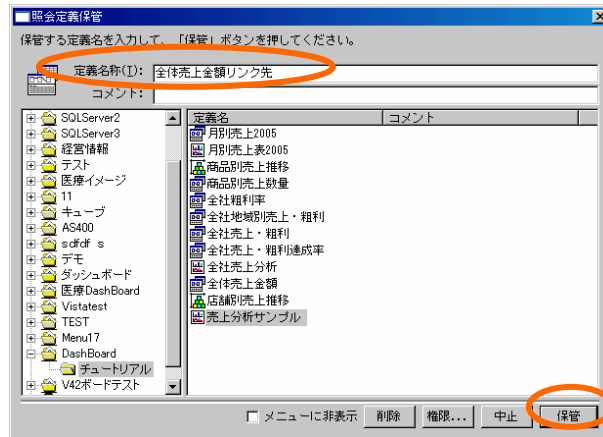 照会定義保管
保管する定義名を入力して、「保管」ボタンを押してください。
定義名称(I): 全体売上金額リンク先
コメント:
定義名 コメント
SQLServer2
SQLServer3
経営情報
テスト
医療イメージ
11
キューブ
AS400
sdfdf s
デモ
ダッシュボード
医療DashBoard
Vistatest
TEST
Menu17
DashBoard
チュートリアル
V42ボードテスト
月別売上2005
月別売上表2005
商品別売上推移
商品別売上数量
全社粗利率
全社地域別売上・粗利
全社売上・粗利
全社売上・粗利達成率
全社売上分析
全体売上金額
店舗別売上推移
売上分析サンプル
メニューに非表示 削除 権限... 中止 保管